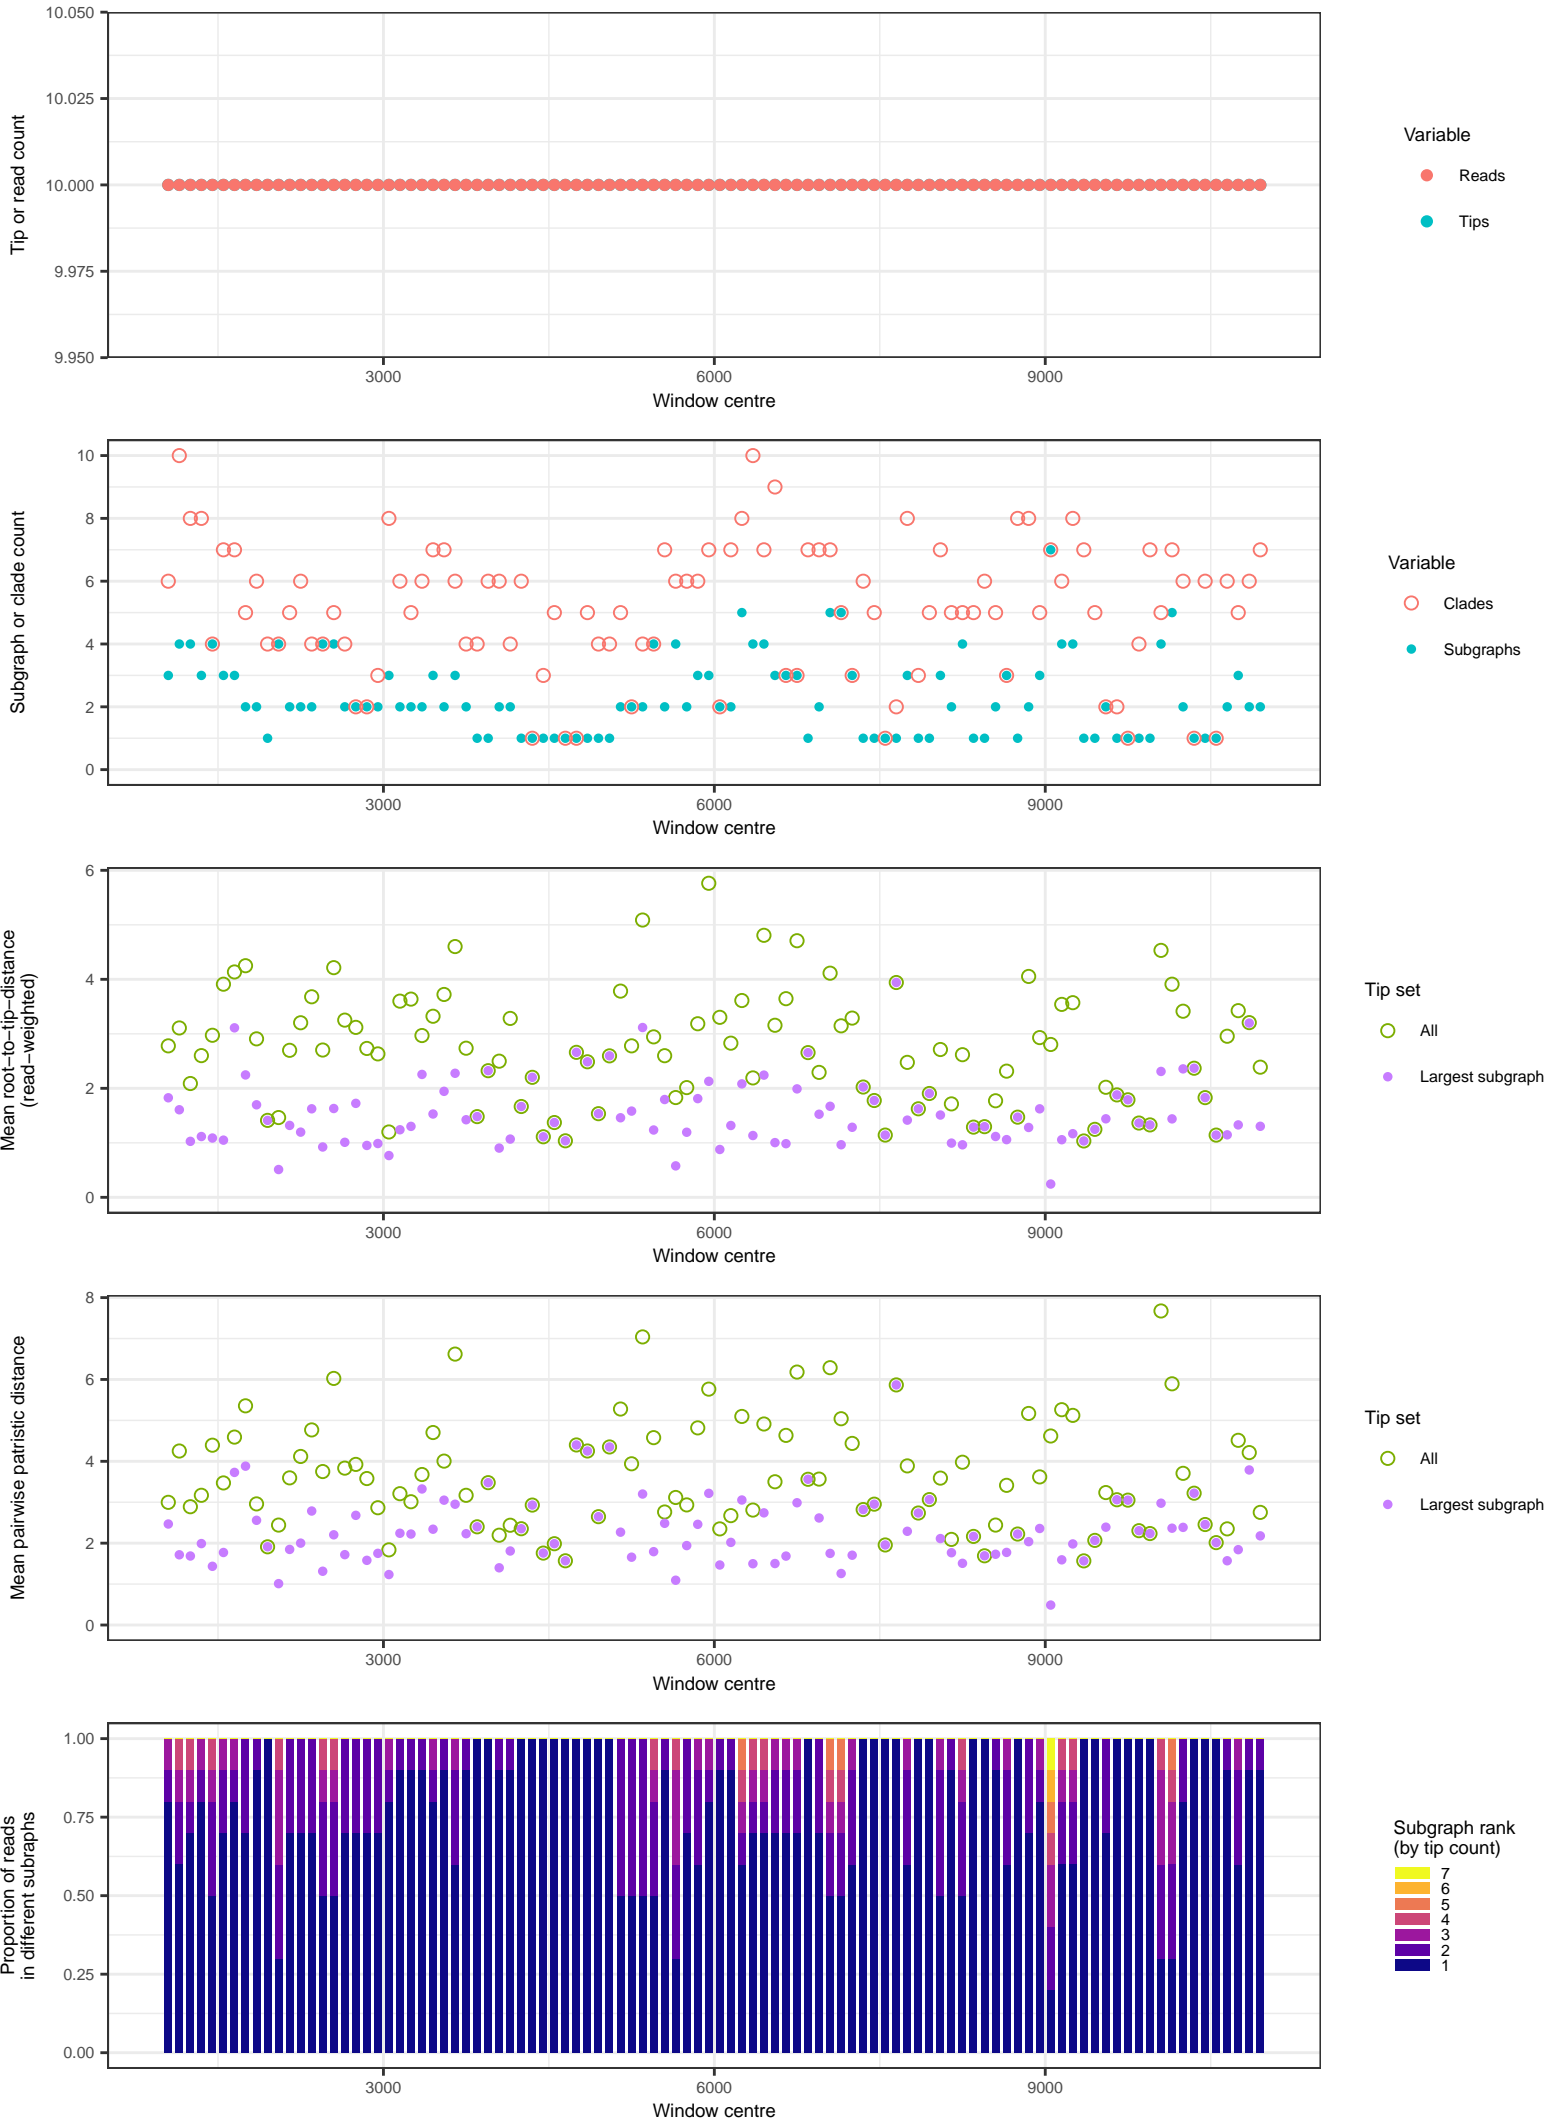 10.050
10.025
10.000
9.975
9.950
Tip or read count
3000 6000 9000
Window centre
Variable
Reads
Tips
10
8
6
4
2
0
Subgraph or clade count
3000 6000 9000
Window centre
Variable
Clades
Subgraphs
6
4
2
0
Mean root−to−tip−distance
(read−weighted)
3000 6000 9000
Window centre
Tip set
All
Largest subgraph
8
6
4
2
0
Mean pairwise patristic distance
3000 6000 9000
Window centre
Tip set
All
Largest subgraph
1.00
0.75
0.50
0.25
0.00
Proportion of reads
in different subraphs
3000 6000 9000
Window centre
Subgraph rank
(by tip count)
7
6
5
4
3
2
1